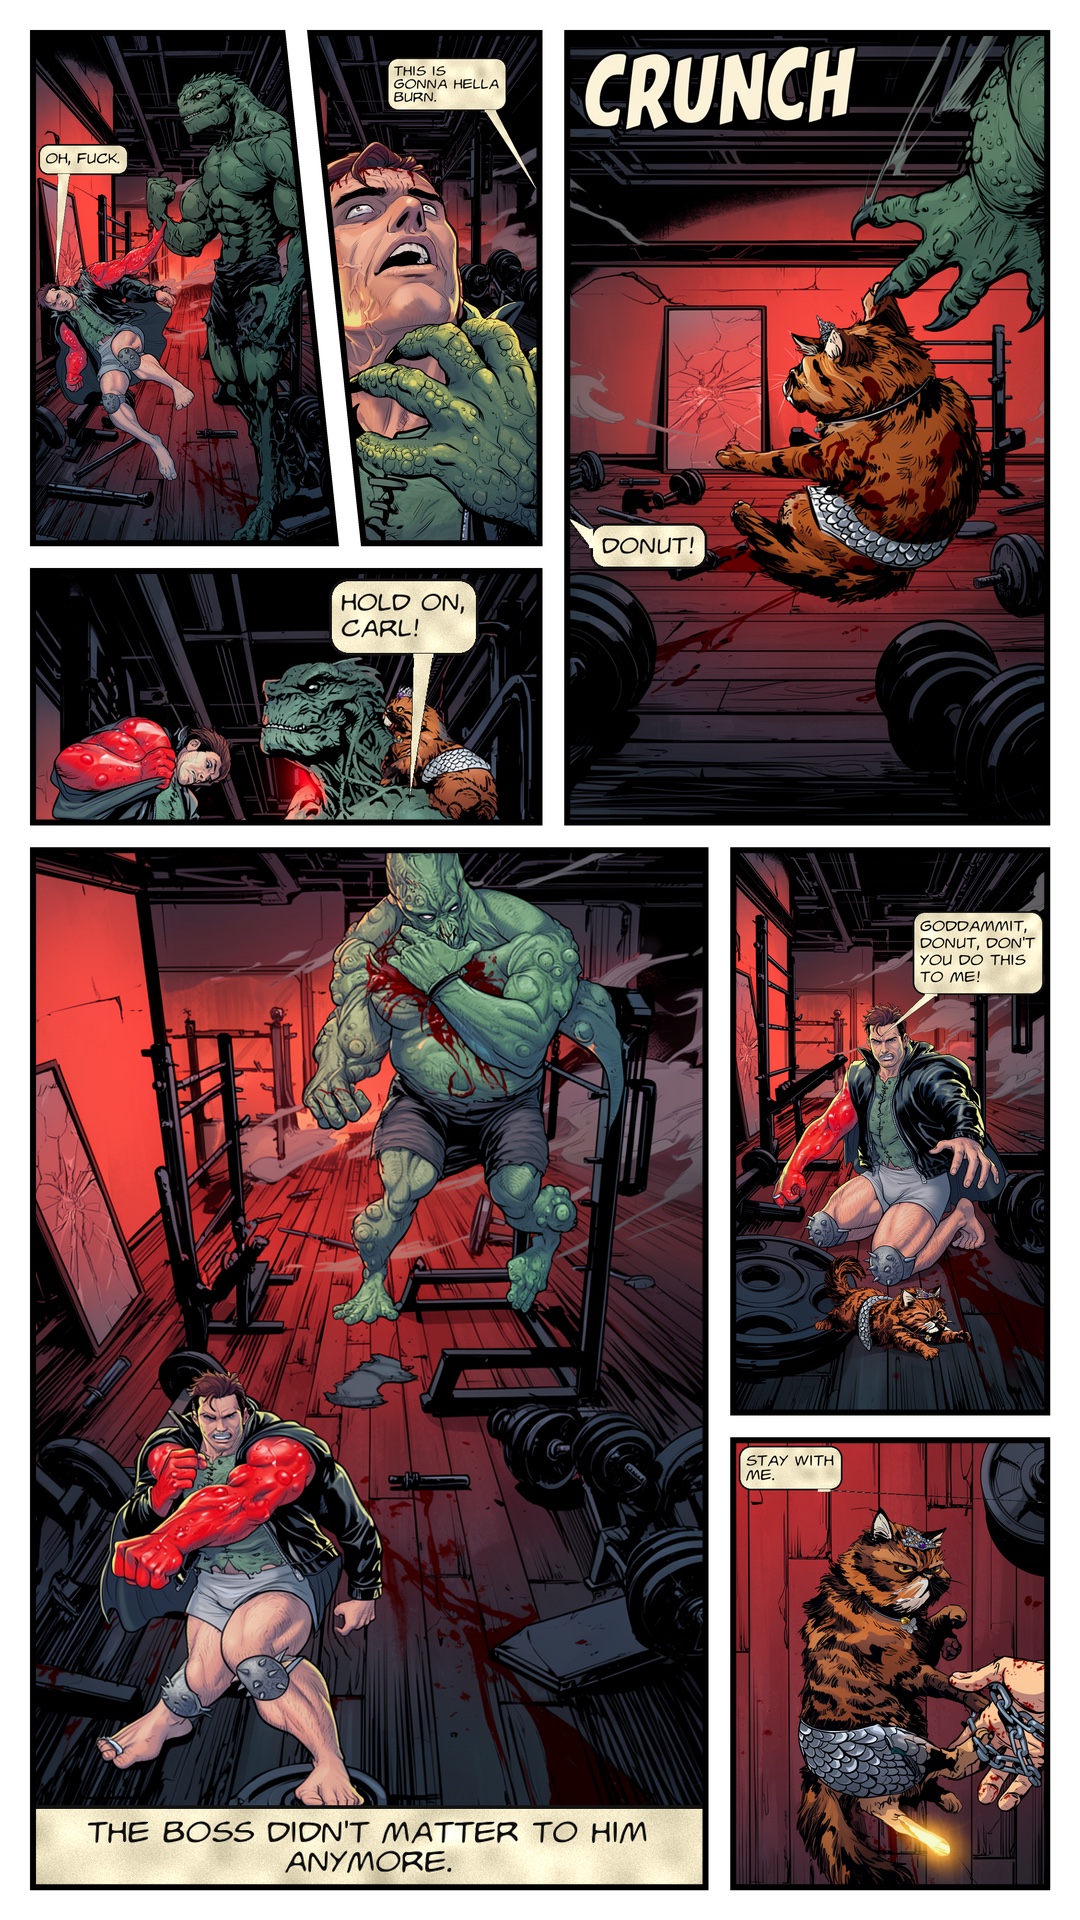 OH, FUCK.
THIS IS
GONNA HELLA
BURN.
HOLD ON,
CARL!
CRUNCH
DONUT!
THE BOSS DIDN'T MATTER TO HIM
ANYMORE.
GODDAMMIT,
DONUT, DON'T
YOU DO THIS
TO ME!
STAY WITH
ME.